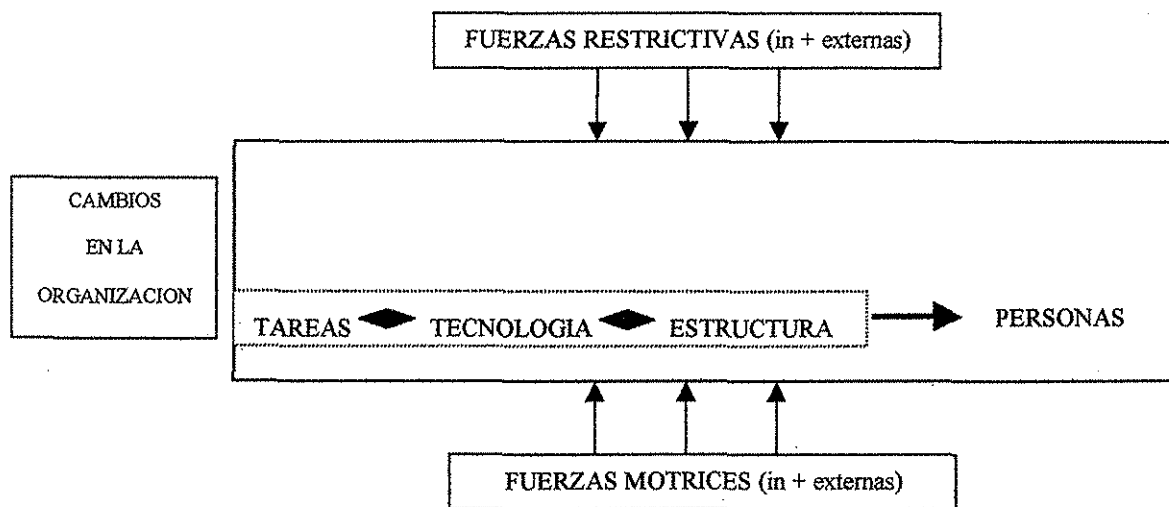 FUERZAS RESTRICTIVAS (in + externas)
CAMBIOS
EN LA
ORGANIZACION
TAREAS TECNOLOGIA ESTRUCTURA PERSONAS
FUERZAS MOTRICES (in + externas)